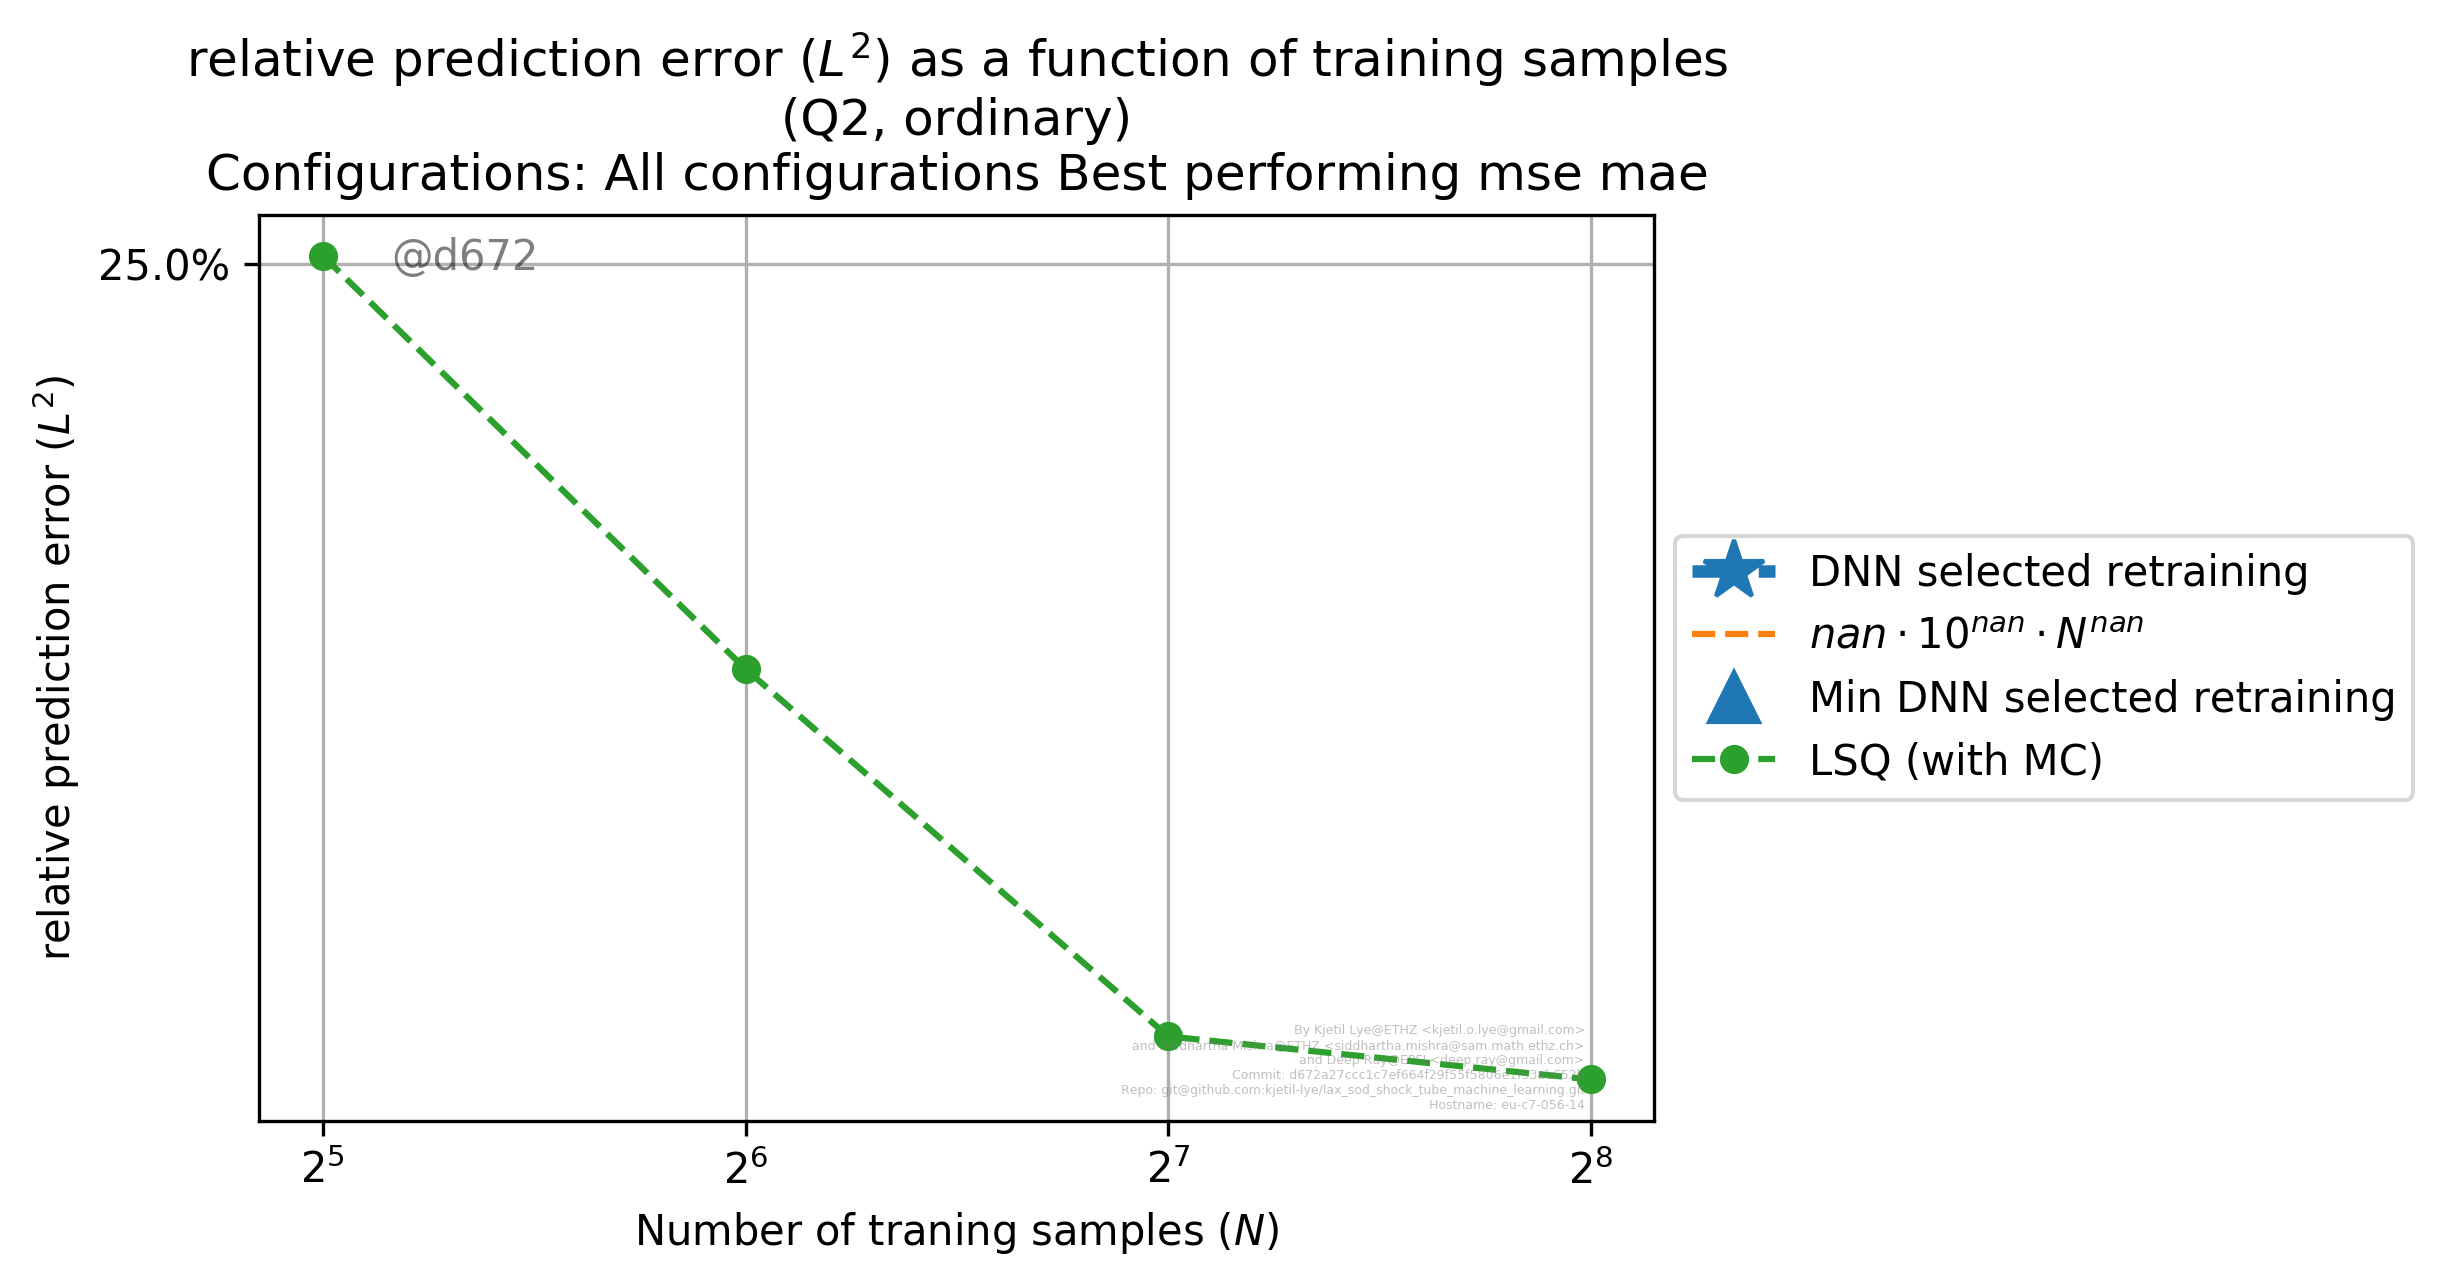 relative prediction error (L²) as a function of training samples
(Q2, ordinary)
Configurations: All configurations Best performing mse mae
@d672
25.0%
relative prediction error (L²)
DNN selected retraining
nan · 10ⁿᵃⁿ · Nⁿᵃⁿ
Min DNN selected retraining
LSQ (with MC)
By Kjetil Lye@ETHZ <kjetil.o.lye@gmail.com>
and Siddhartha Mishra@ETHZ <siddhartha.mishra@sam.math.ethz.ch>
and Deep Ray@EPFL <deep.ray@gmail.com>
Commit:
Repo: git@github.com:kjetil-lye/lax_sod_shock_tube_machine_learning.git
Hostname: eu-c7-056-14
2⁵ 2⁶ 2⁷ 2⁸
Number of traning samples (N)